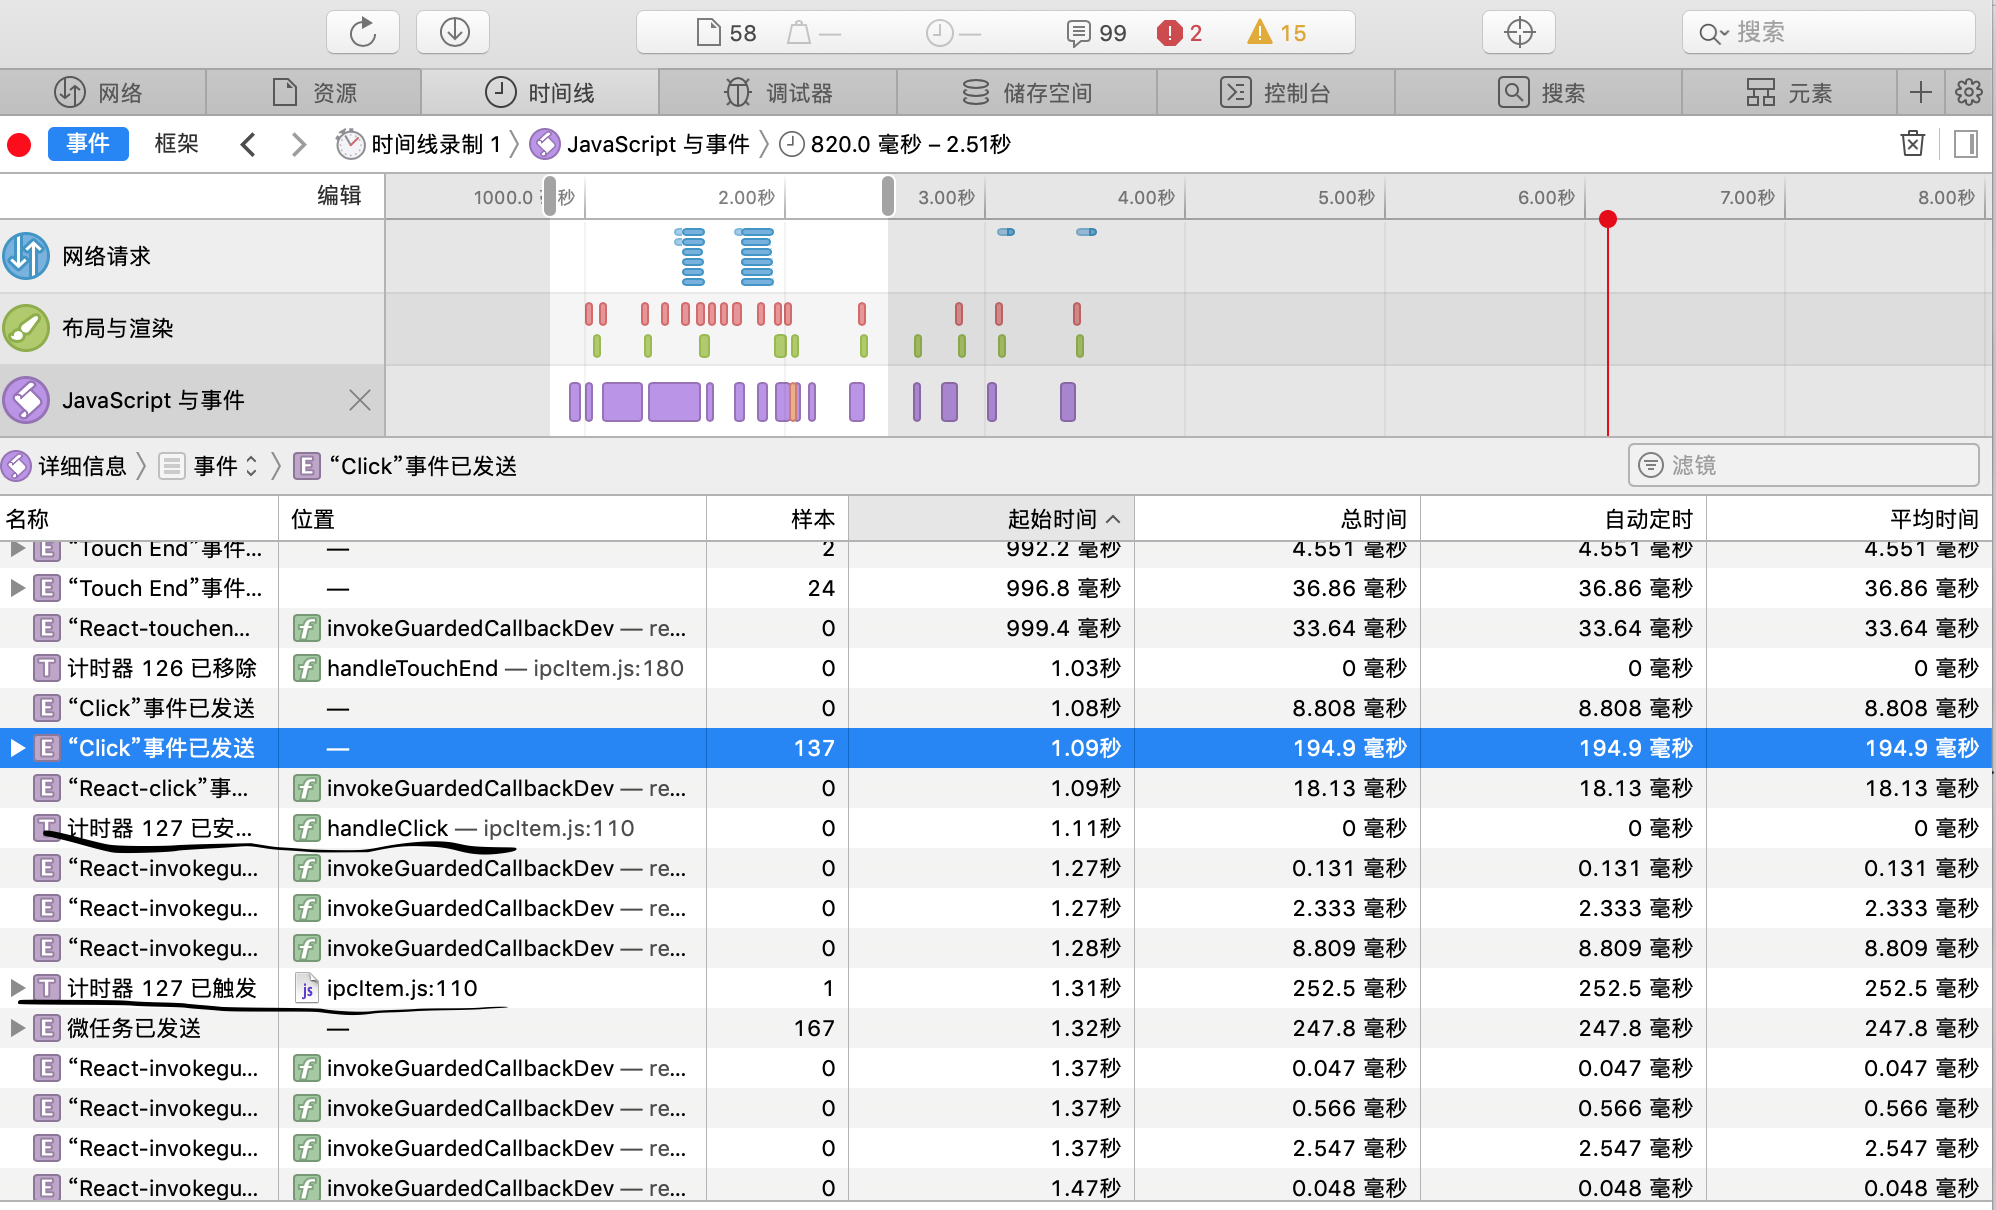 58 — — 99 2 15 搜索
网络 资源 时间线 调试器 储存空间 控制台 搜索 元素
事件 框架 时间线录制 1 〉 JavaScript 与事件 〉 820.0 毫秒 – 2.51秒
编辑 1000.0 秒 2.00秒 3.00秒 4.00秒 5.00秒 6.00秒 7.00秒 8.00秒
网络请求
布局与渲染
JavaScript 与事件
详细信息 〉 事件 〉 E “Click”事件已发送 滤镜
名称 位置 样本 起始时间 总时间 自动定时 平均时间
E “Touch End”事件... — 2 992.2 毫秒 4.551 毫秒 4.551 毫秒 4.551 毫秒
E “Touch End”事件... — 24 996.8 毫秒 36.86 毫秒 36.86 毫秒 36.86 毫秒
E “React-touchen... f invokeGuardedCallbackDev — re... 0 999.4 毫秒 33.64 毫秒 33.64 毫秒 33.64 毫秒
T 计时器 126 已移除 f handleTouchEnd — ipcItem.js:180 0 1.03秒 0 毫秒 0 毫秒 0 毫秒
E “Click”事件已发送 — 0 1.08秒 8.808 毫秒 8.808 毫秒 8.808 毫秒
E “Click”事件已发送 — 137 1.09秒 194.9 毫秒 194.9 毫秒 194.9 毫秒
E “React-click”事... f invokeGuardedCallbackDev — re... 0 1.09秒 18.13 毫秒 18.13 毫秒 18.13 毫秒
T 计时器 127 已安... f handleClick — ipcItem.js:110 0 1.11秒 0 毫秒 0 毫秒 0 毫秒
E “React-invokegu... f invokeGuardedCallbackDev — re... 0 1.27秒 0.131 毫秒 0.131 毫秒 0.131 毫秒
E “React-invokegu... f invokeGuardedCallbackDev — re... 0 1.27秒 2.333 毫秒 2.333 毫秒 2.333 毫秒
E “React-invokegu... f invokeGuardedCallbackDev — re... 0 1.28秒 8.809 毫秒 8.809 毫秒 8.809 毫秒
T 计时器 127 已触发 js ipcItem.js:110 1 1.31秒 252.5 毫秒 252.5 毫秒 252.5 毫秒
E 微任务已发送 — 167 1.32秒 247.8 毫秒 247.8 毫秒 247.8 毫秒
E “React-invokegu... f invokeGuardedCallbackDev — re... 0 1.37秒 0.047 毫秒 0.047 毫秒 0.047 毫秒
E “React-invokegu... f invokeGuardedCallbackDev — re... 0 1.37秒 0.566 毫秒 0.566 毫秒 0.566 毫秒
E “React-invokegu... f invokeGuardedCallbackDev — re... 0 1.37秒 2.547 毫秒 2.547 毫秒 2.547 毫秒
E “React-invokegu... f invokeGuardedCallbackDev — re... 0 1.47秒 0.048 毫秒 0.048 毫秒 0.048 毫秒